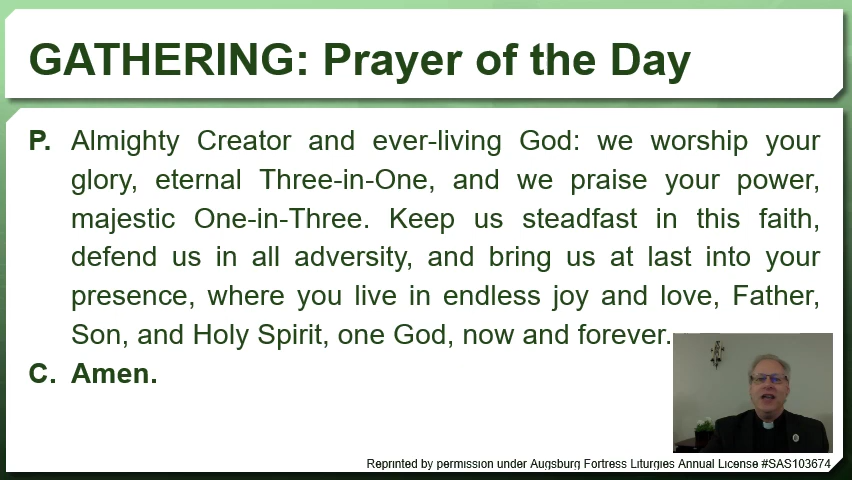 GATHERING: Prayer of the Day
P. Almighty Creator and ever-living God: we worship your
glory, eternal Three-in-One, and we praise your power,
majestic One-in-Three. Keep us steadfast in this faith,
defend us in all adversity, and bring us at last into your
presence, where you live in endless joy and love, Father,
Son, and Holy Spirit, one God, now and forever.
C. Amen.
Reprinted by permission under Augsburg Fortress Liturgies Annual License #SAS103674